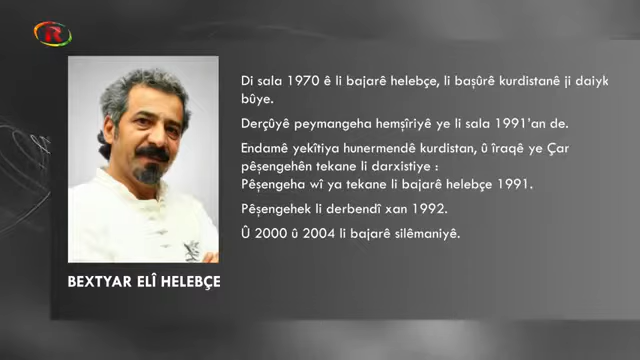 R
Di sala 1970 ê li bajarê helebçe, li başûrê kurdistanê ji daiyk
bûye.
Derçûyê peymangeha hemşîriyê ye li sala 1991'an de.
Endamê yekîtiya hunermendê kurdistan, û îraqê ye Çar
pêşengehên tekane li darxistiye :
Pêşengeha wî ya tekane li bajarê helebçe 1991.
Pêşengehek li derbendî xan 1992.
Û 2000 û 2004 li bajarê silêmaniyê.
BEXTYAR ELÎ HELEBÇE